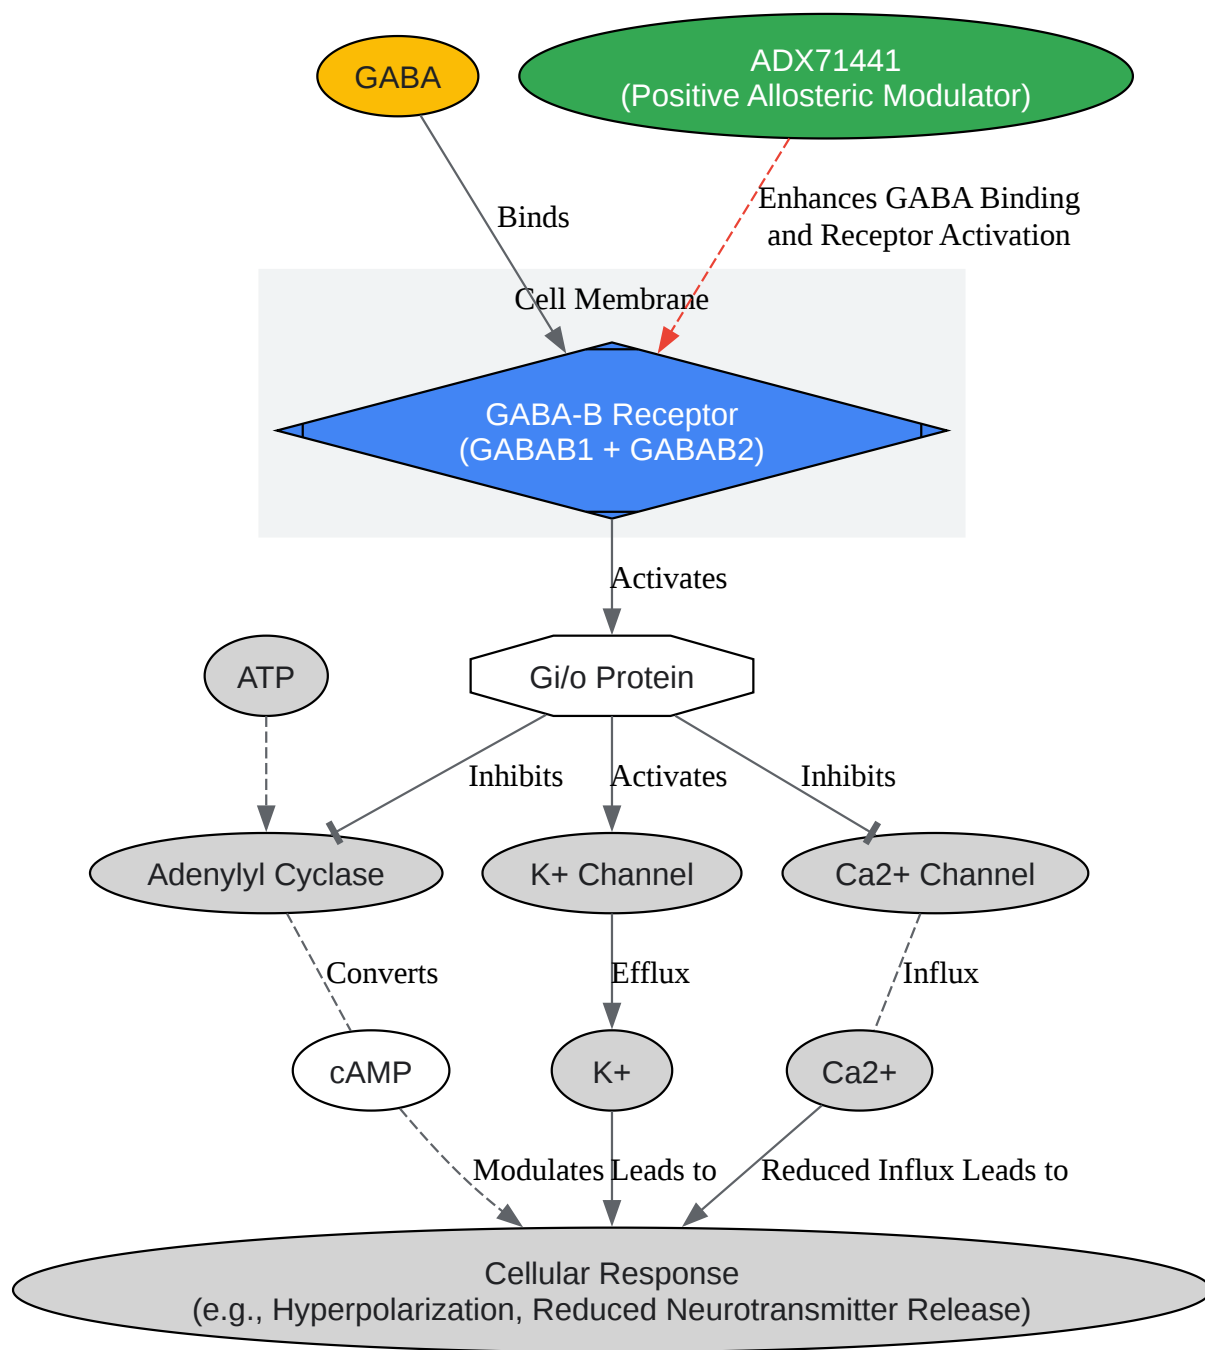 GABA
ADX71441
(Positive Allosteric Modulator)
Binds
Enhances GABA Binding
and Receptor Activation
Cell Membrane
GABA-B Receptor
(GABAB1 + GABAB2)
Activates
ATP
Gi/o Protein
Inhibits
Activates
Inhibits
Adenylyl Cyclase
K+ Channel
Ca2+ Channel
Converts
Efflux
Influx
cAMP
K+
Ca2+
Modulates
Leads to
Reduced Influx Leads to
Cellular Response
(e.g., Hyperpolarization, Reduced Neurotransmitter Release)